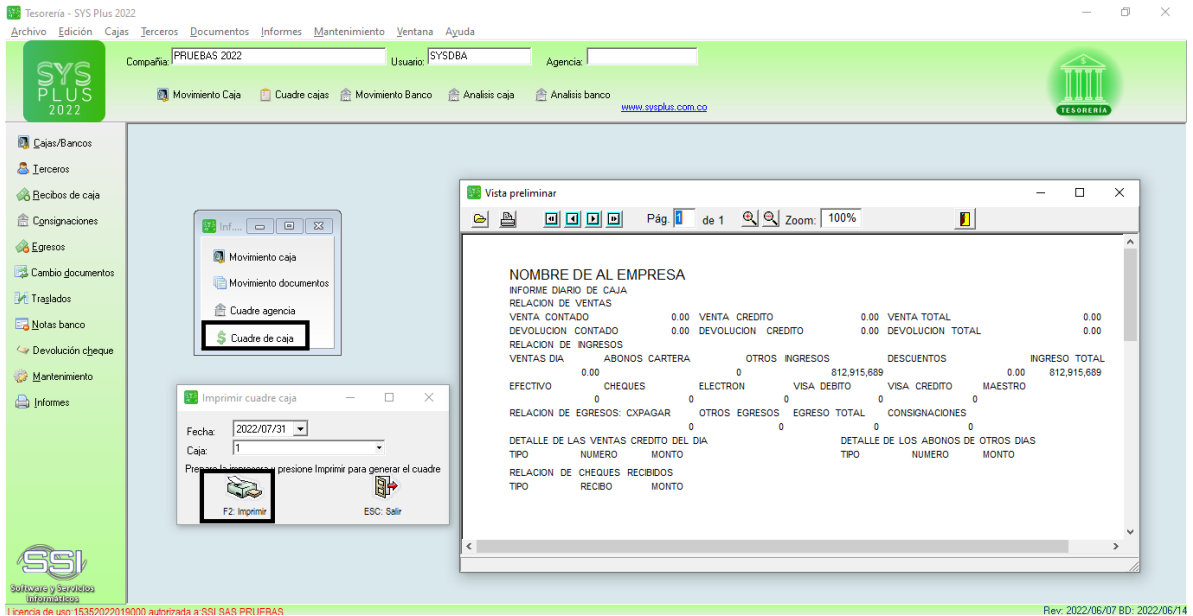 Tesorería - SYS Plus 2022
Archivo Edición Cajas Terceros Documentos Informes Mantenimiento Ventana Ayuda
SYS
PLUS
2022
Compañia: PRUEBAS 2022 Usuario: SYSDBA Agencia:
Movimiento Caja Cuadre cajas Movimiento Banco Analisis caja Analisis banco
www.sysplus.com.co
TESORERÍA
Cajas/Bancos
Terceros
Recibos de caja
Consignaciones
Egresos
Cambio documentos
Traslados
Notas banco
Devolución cheque
Mantenimiento
Informes
Inf....
Movimiento caja
Movimiento documentos
Cuadre agencia
Cuadre de caja
Imprimir cuadre caja
Fecha: 2022/07/31
Caja: 1
Prepare la impresora y presione Imprimir para generar el cuadre
F2: Imprimir ESC: Salir
Vista preliminar
Pág. 1 de 1 Zoom: 100%
NOMBRE DE AL EMPRESA
INFORME DIARIO DE CAJA
RELACION DE VENTAS
VENTA CONTADO 0.00 VENTA CREDITO 0.00 VENTA TOTAL 0.00
DEVOLUCION CONTADO 0.00 DEVOLUCION CREDITO 0.00 DEVOLUCION TOTAL 0.00
RELACION DE INGRESOS
VENTAS DIA ABONOS CARTERA OTROS INGRESOS DESCUENTOS INGRESO TOTAL
0.00 0 812,915,689 0.00 812,915,689
EFECTIVO CHEQUES ELECTRON VISA DEBITO VISA CREDITO MAESTRO
0 0 0 0 0
RELACION DE EGRESOS: CXPAGAR OTROS EGRESOS EGRESO TOTAL CONSIGNACIONES
0 0 0
DETALLE DE LAS VENTAS CREDITO DEL DIA DETALLE DE LOS ABONOS DE OTROS DIAS
TIPO NUMERO MONTO TIPO NUMERO MONTO
RELACION DE CHEQUES RECIBIDOS
TIPO RECIBO MONTO
SSI
Software y Servicios
Informáticos
Licencia de uso:15352022019000 autorizada a:SSI SAS PRUEBAS Rev: 2022/06/07 BD: 2022/06/14